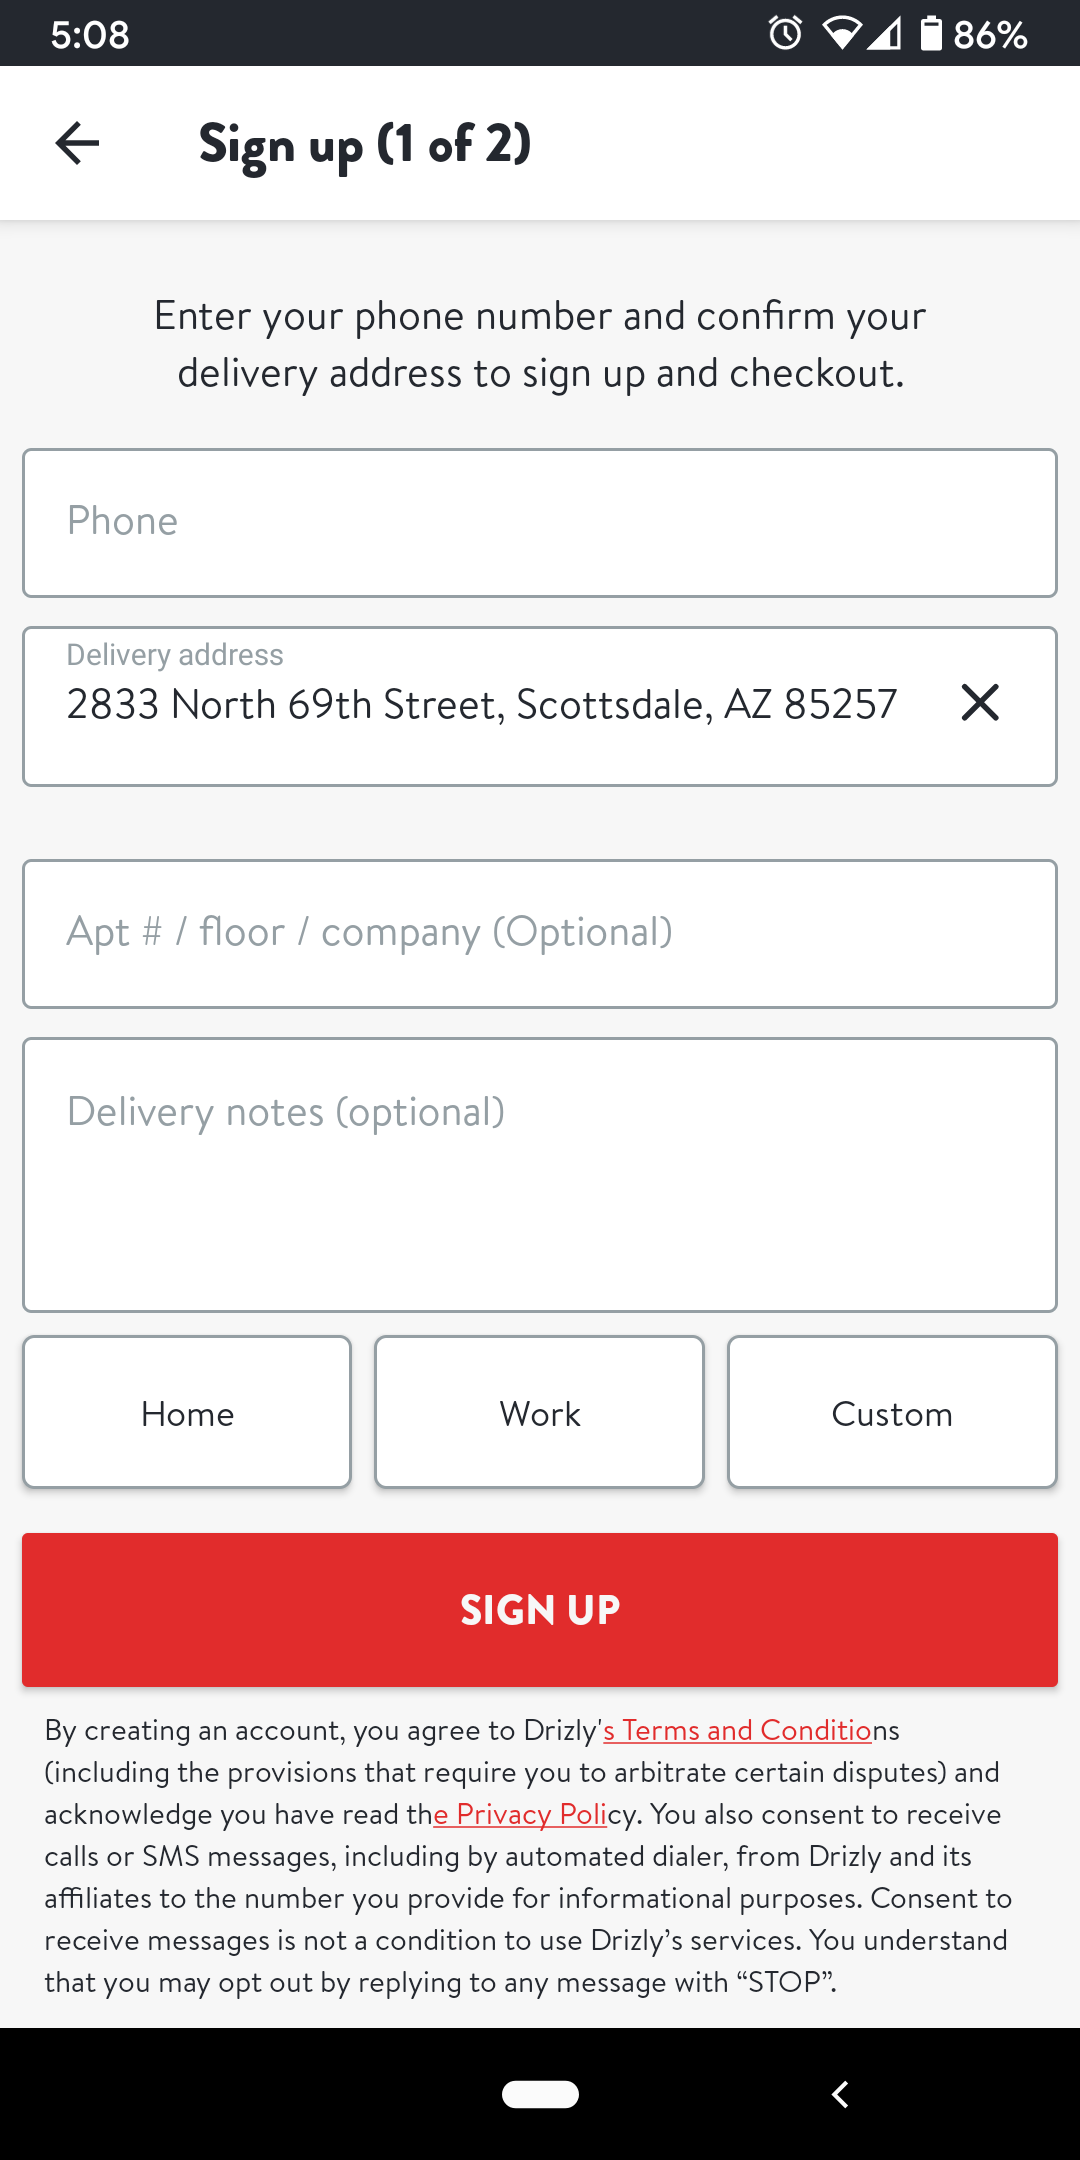 5:08
86%
Sign up (1 of 2)
Enter your phone number and confirm your
delivery address to sign up and checkout.
Phone
Delivery address
2833 North 69th Street, Scottsdale, AZ 85257
Apt # / floor / company (Optional)
Delivery notes (optional)
Home
Work
Custom
SIGN UP
By creating an account, you agree to Drizly's Terms and Conditions
(including the provisions that require you to arbitrate certain disputes) and
acknowledge you have read the Privacy Policy. You also consent to receive
calls or SMS messages, including by automated dialer, from Drizly and its
affiliates to the number you provide for informational purposes. Consent to
receive messages is not a condition to use Drizly’s services. You understand
that you may opt out by replying to any message with “STOP”.